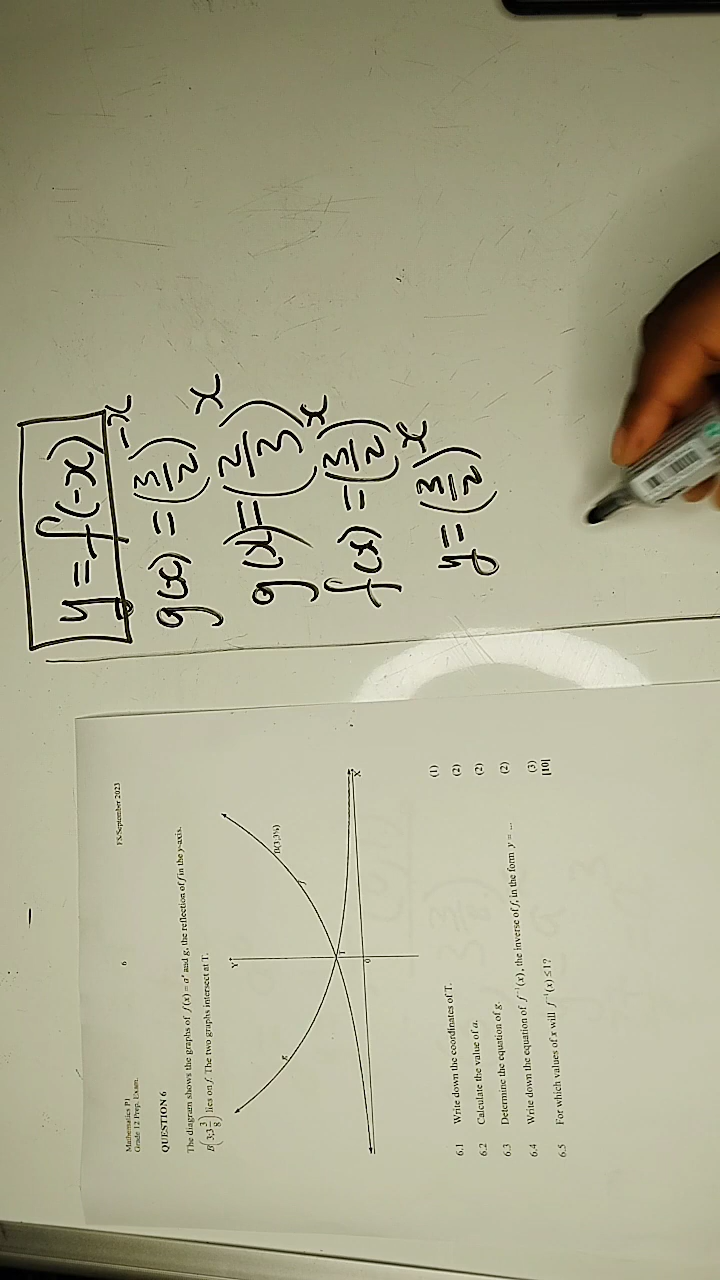 Mathematics P1 6 FS/September 2023
Grade 12 Prep. Exam.
QUESTION 6
The diagram shows the graphs of f(x) = aˣ and g, the reflection of f in the y-axis.
B(3;3 3/8) lies on f. The two graphs intersect at T.
Y
g
f
B(3;3⅜)
T
0
X
6.1 Write down the coordinates of T. (1)
6.2 Calculate the value of a. (2)
6.3 Determine the equation of g. (2)
6.4 Write down the equation of f⁻¹(x), the inverse of f, in the form y = ... (2)
6.5 For which values of x will f⁻¹(x) ≤ 1? (3)
[10]
y = f(-x)
g(x) = (3/2)⁻ˣ
g(x) = (2/3)ˣ
f(x) = (3/2)ˣ
y = (3/2)ˣ